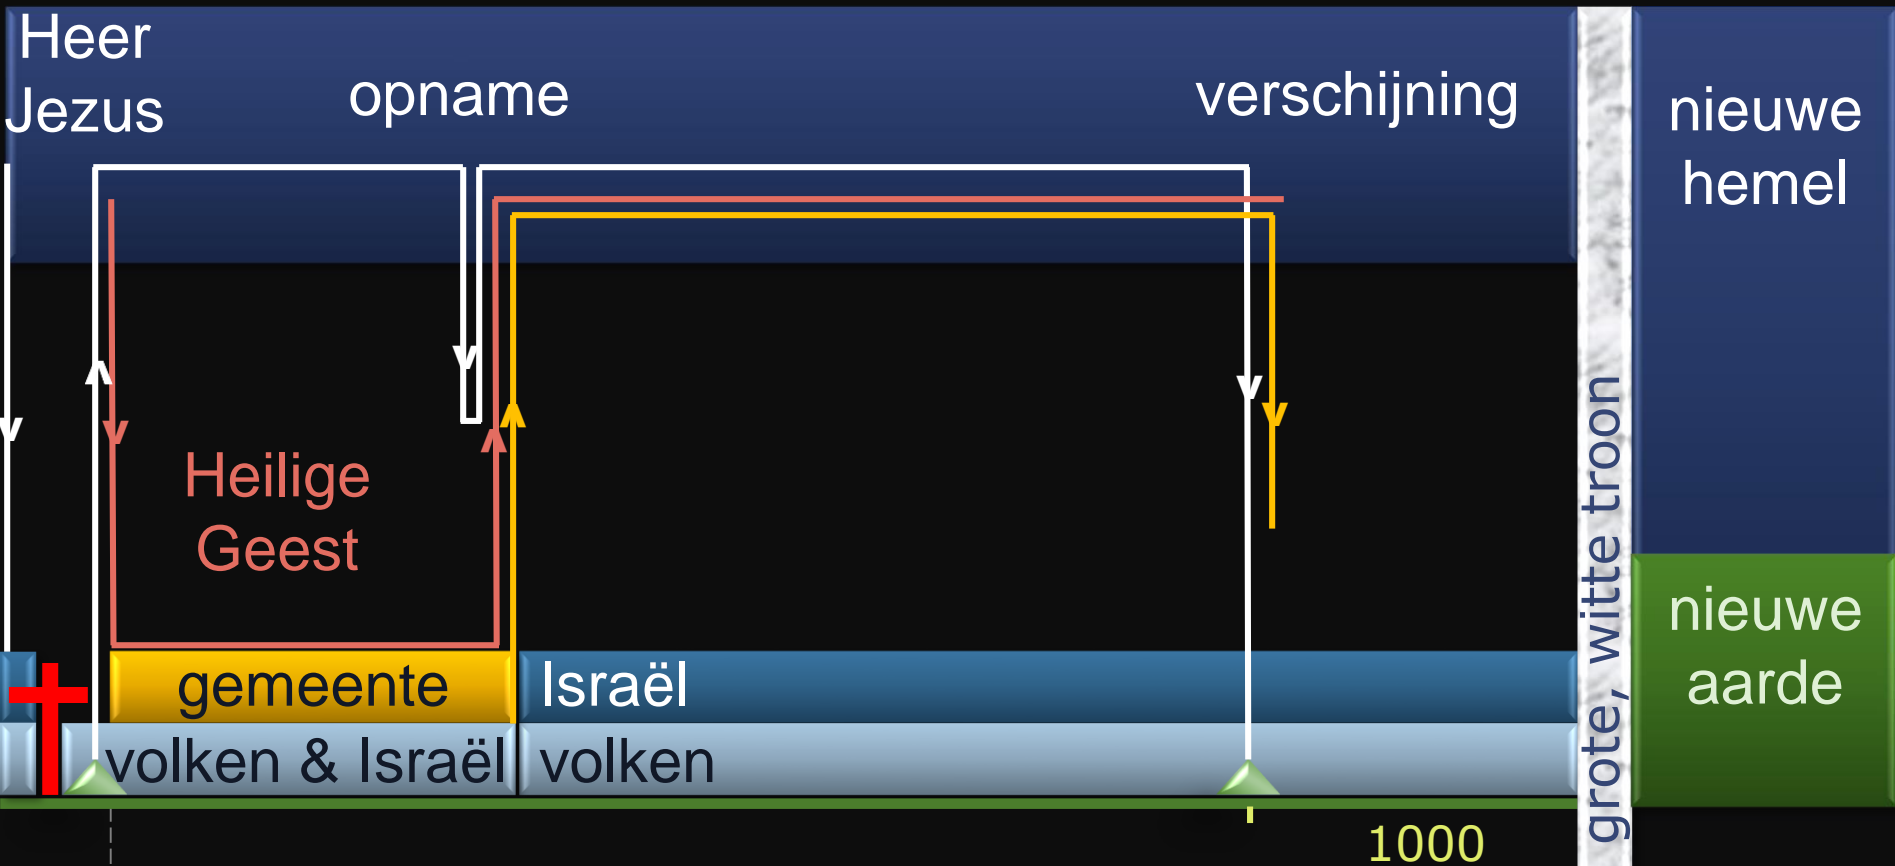 Heer
Jezus
opname
verschijning
nieuwe
hemel
Heilige
Geest
grote, witte troon
nieuwe
aarde
gemeente
Israël
volken & Israël
volken
1000